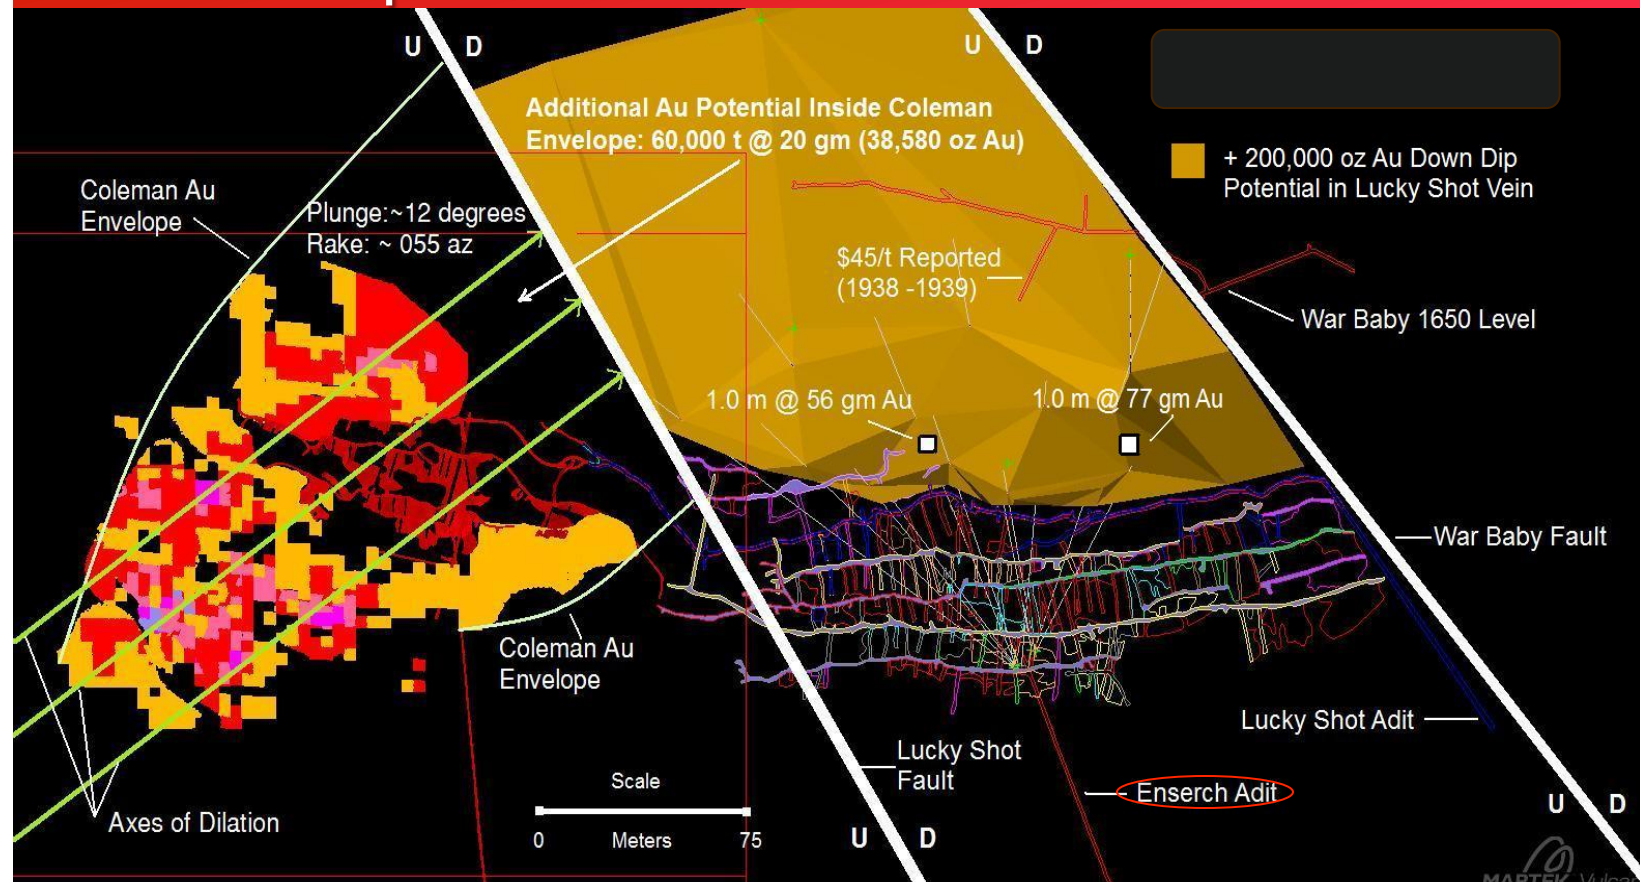 U D
U D
Additional Au Potential Inside Coleman
Envelope: 60,000 t @ 20 gm (38,580 oz Au)
+ 200,000 oz Au Down Dip
Potential in Lucky Shot Vein
Coleman Au
Envelope
Plunge:~12 degrees
Rake: ~ 055 az
$45/t Reported
(1938 -1939)
War Baby 1650 Level
1.0 m @ 56 gm Au
1.0 m @ 77 gm Au
War Baby Fault
Coleman Au
Envelope
Lucky Shot Adit
Lucky Shot
Fault
Enserch Adit
Scale
0 Meters 75
Axes of Dilation
U D
U D